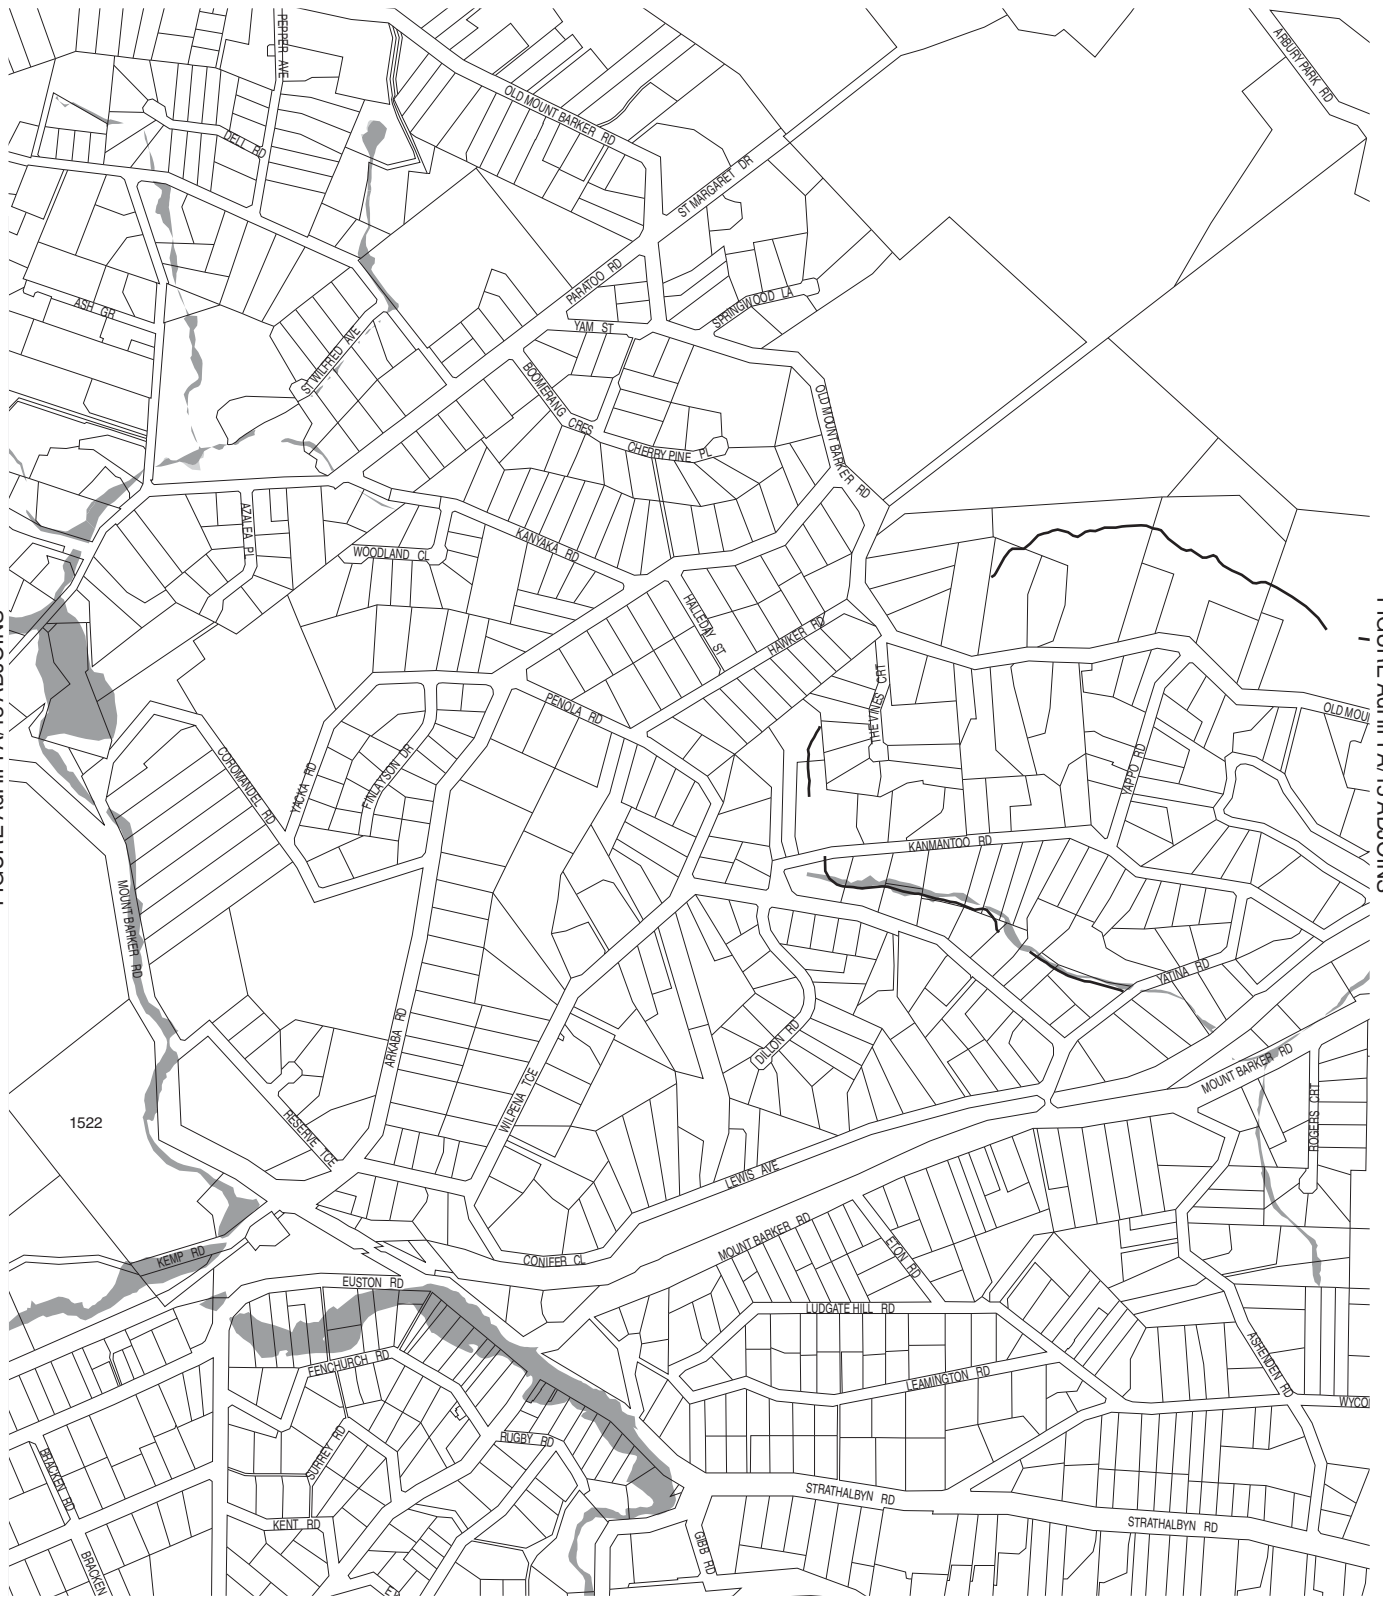 PEPPER AVE
ARBURY PARK RD
OLD MOUNT BARKER RD
DELL RD
ST MARGARET DR
PARATOO RD
ASH GR
SPRINGWOOD LA
YAM ST
ST WILFRED AVE
BOOMERANG CRES
OLD MOUNT BARKER RD
CHERRY PINE PL
AZALEA PL
KANYAKA RD
WOODLAND CL
HALLEDAY ST
HAWKER RD
THE VINES CRT
PENOLA RD
OLD MOU
COROMANDEL RD
YACKA RD
FINLAYSON DR
YAPPO RD
KANMANTOO RD
MOUNT BARKER RD
YATINA RD
ARKABA RD
DILLON RD
MOUNT BARKER RD
WILPENA TCE
1522
RESERVE TCE
ROGERS CRT
LEWIS AVE
MOUNT BARKER RD
KEMP RD
CONIFER CL
ETON RD
EUSTON RD
LUDGATE HILL RD
FENCHURCH RD
ASHENDEN RD
LEAMINGTON RD
WYCO
RUGBY RD
SURREY RD
BRACKEN RD
STRATHALBYN RD
KENT RD
STRATHALBYN RD
GIBB RD
BRACKEN